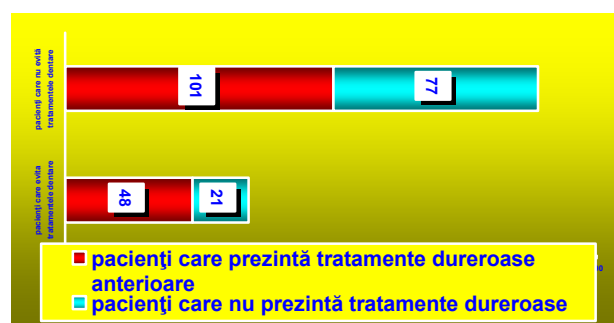 pacienţi care nu evită
tratamentele dentare
101
77
pacienţi care evita
tratamentele dentare
48
21
pacienţi care prezintă tratamente dureroase
anterioare
pacienţi care nu prezintă tratamente dureroase